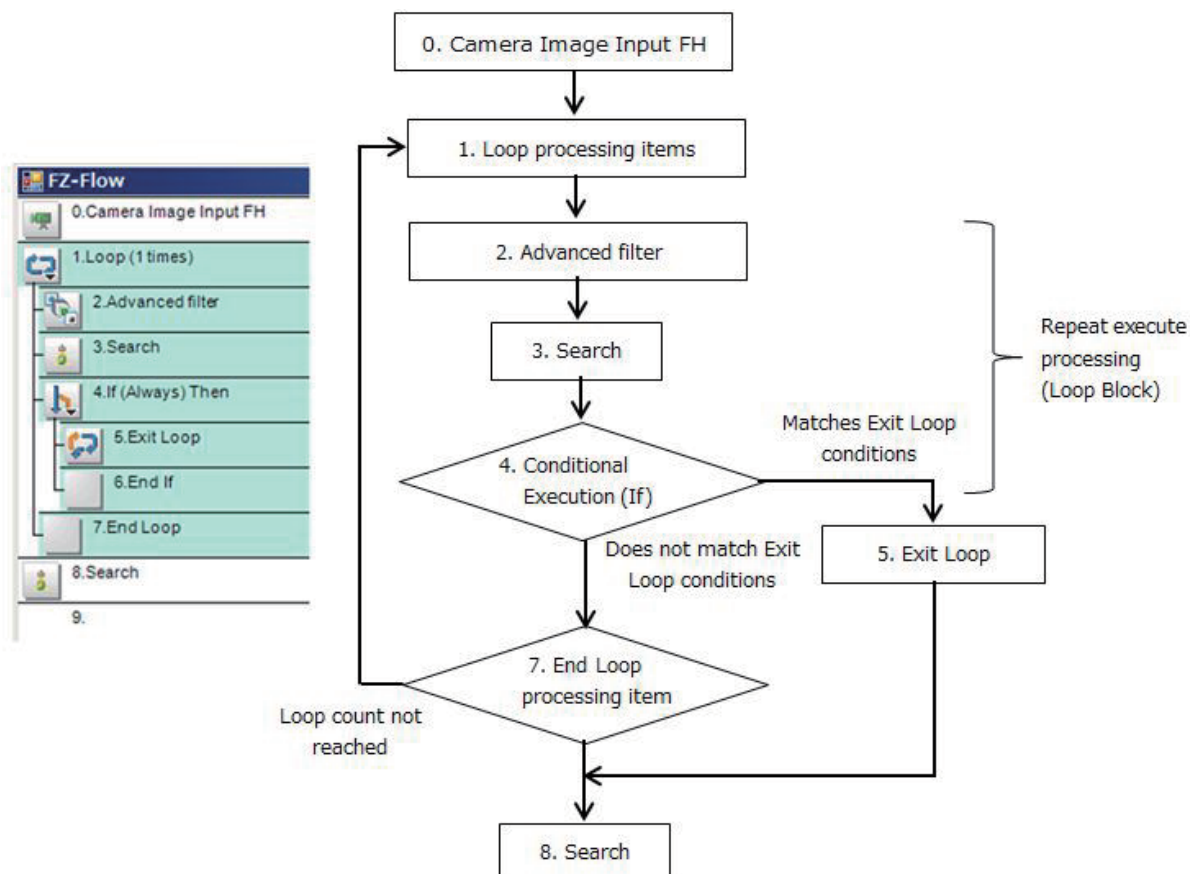 FZ-Flow
0.Camera Image Input FH
1.Loop (1 times)
2.Advanced filter
3.Search
4.If (Always) Then
5.Exit Loop
6.End If
7.End Loop
8.Search
9.
0. Camera Image Input FH
1. Loop processing items
2. Advanced filter
3. Search
4. Conditional
Execution (If)
Matches Exit Loop
conditions
Repeat execute
processing
(Loop Block)
Does not match Exit
Loop conditions
5. Exit Loop
7. End Loop
processing item
Loop count not
reached
8. Search